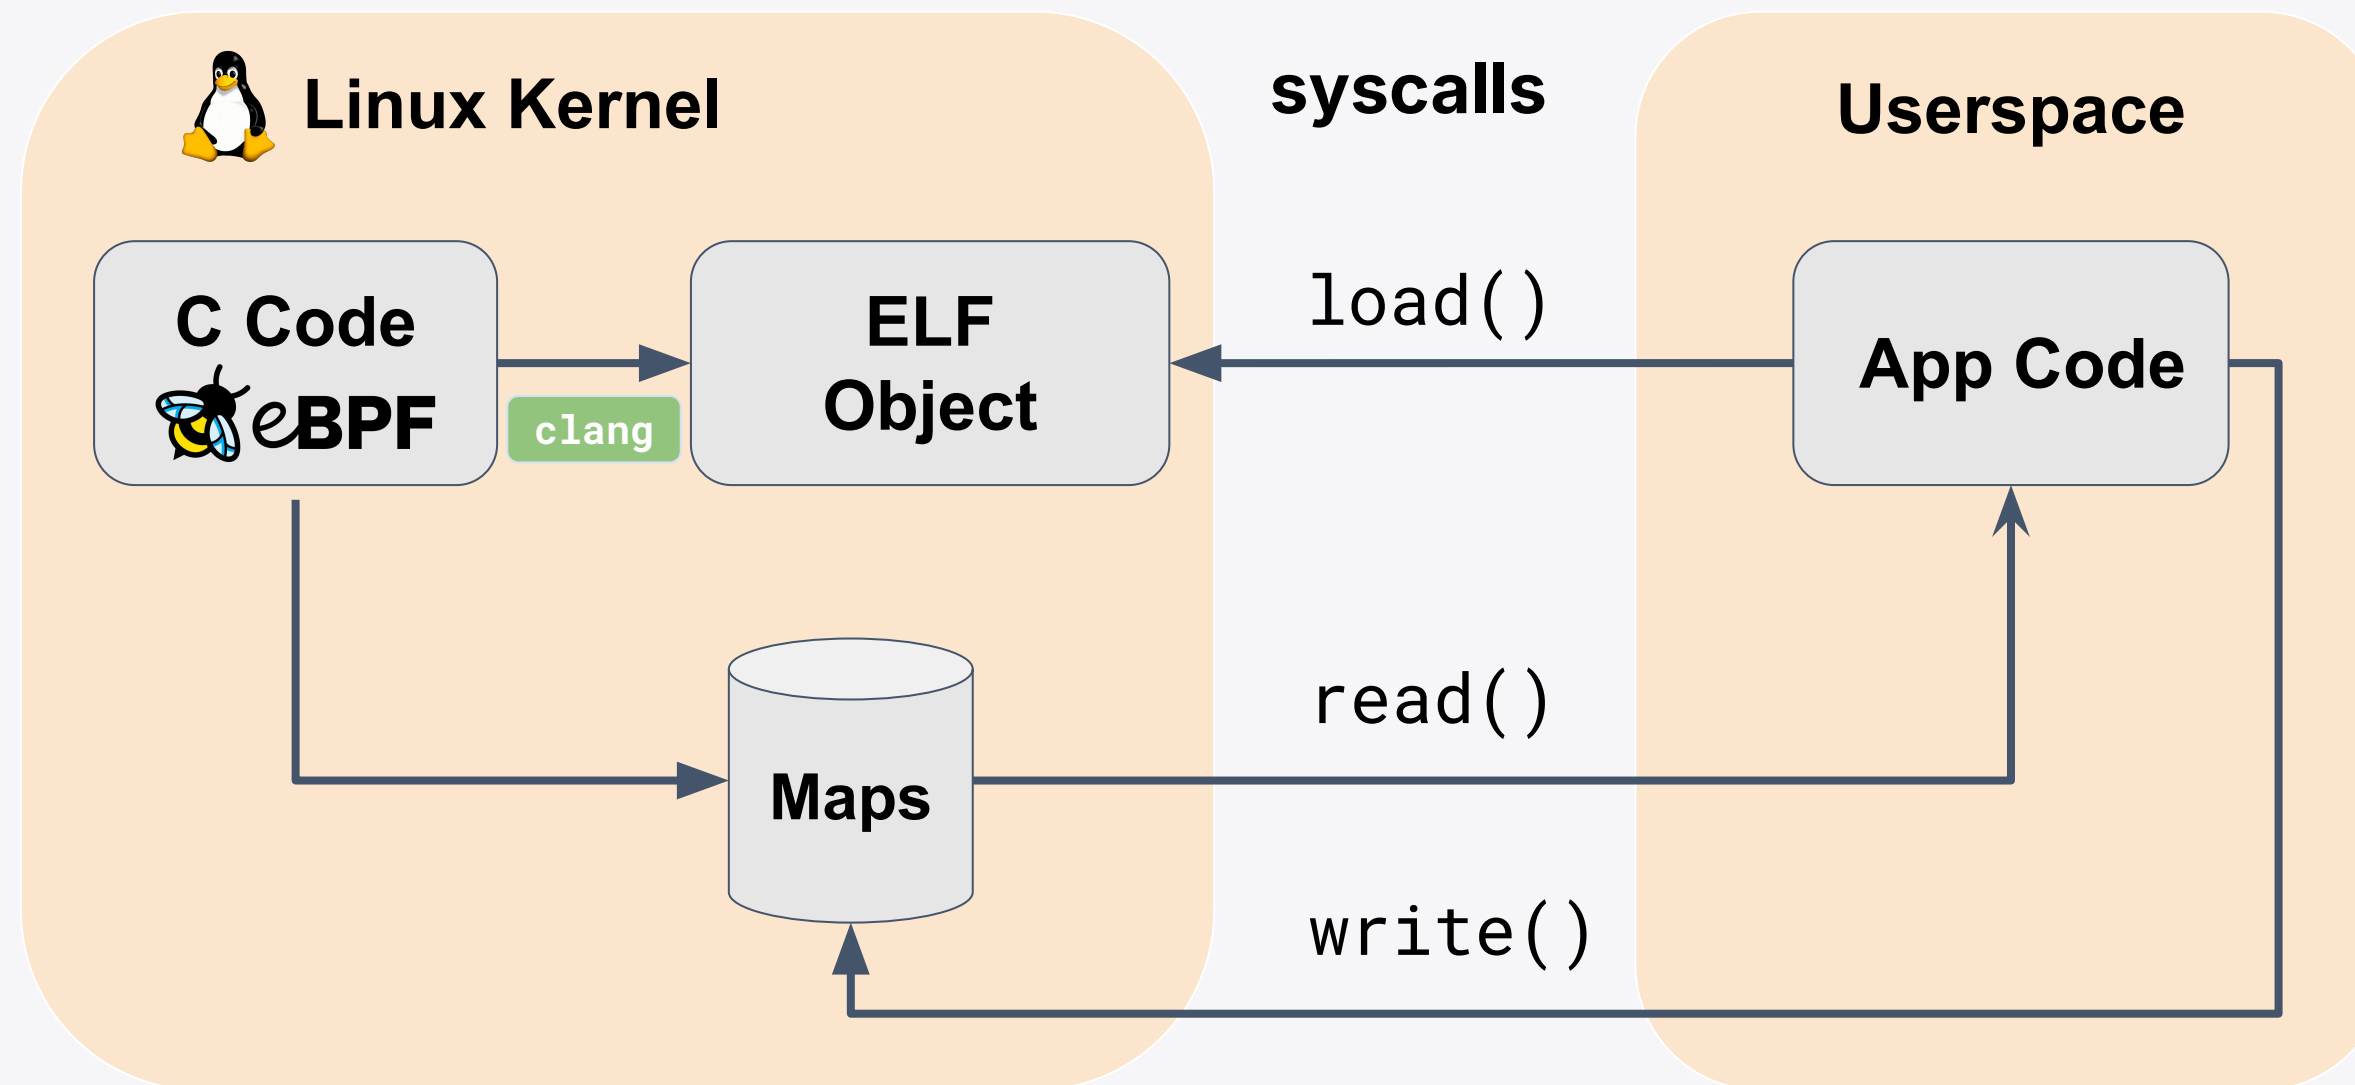 Linux Kernel
syscalls
Userspace
C Code
eBPF
clang
ELF
Object
load()
App Code
Maps
read()
write()